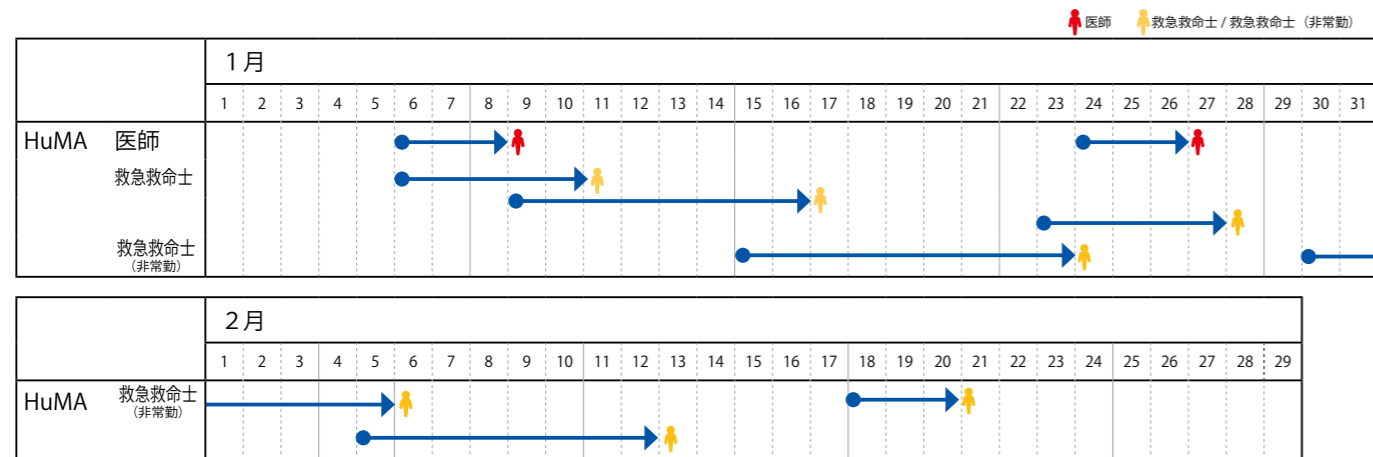 医師 救急救命士 / 救急救命士（非常勤）
１月
1 2 3 4 5 6 7 8 9 10 11 12 13 14 15 16 17 18 19 20 21 22 23 24 25 26 27 28 29 30 31
HuMA 医師
救急救命士
救急救命士
（非常勤）
２月
1 2 3 4 5 6 7 8 9 10 11 12 13 14 15 16 17 18 19 20 21 22 23 24 25 26 27 28 29
HuMA 救急救命士
（非常勤）